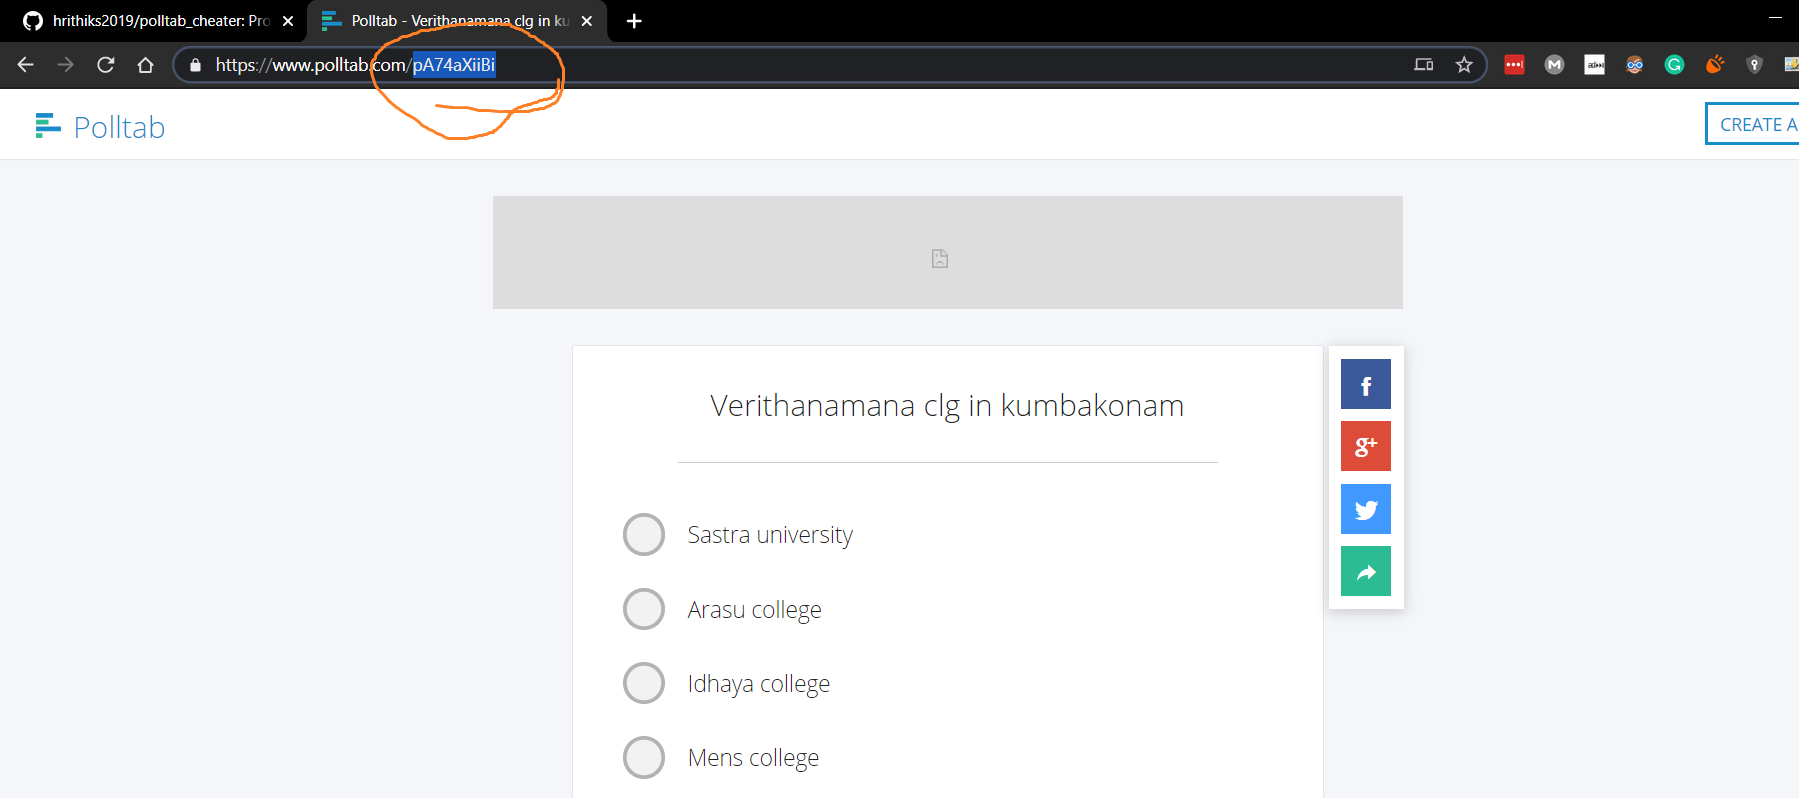 hrithiks2019/polltab_cheater: Pro
Polltab - Verithanamana clg in ku
https://www.polltab.com/pA74aXiiBi
Polltab
CREATE A
Verithanamana clg in kumbakonam
Sastra university
Arasu college
Idhaya college
Mens college